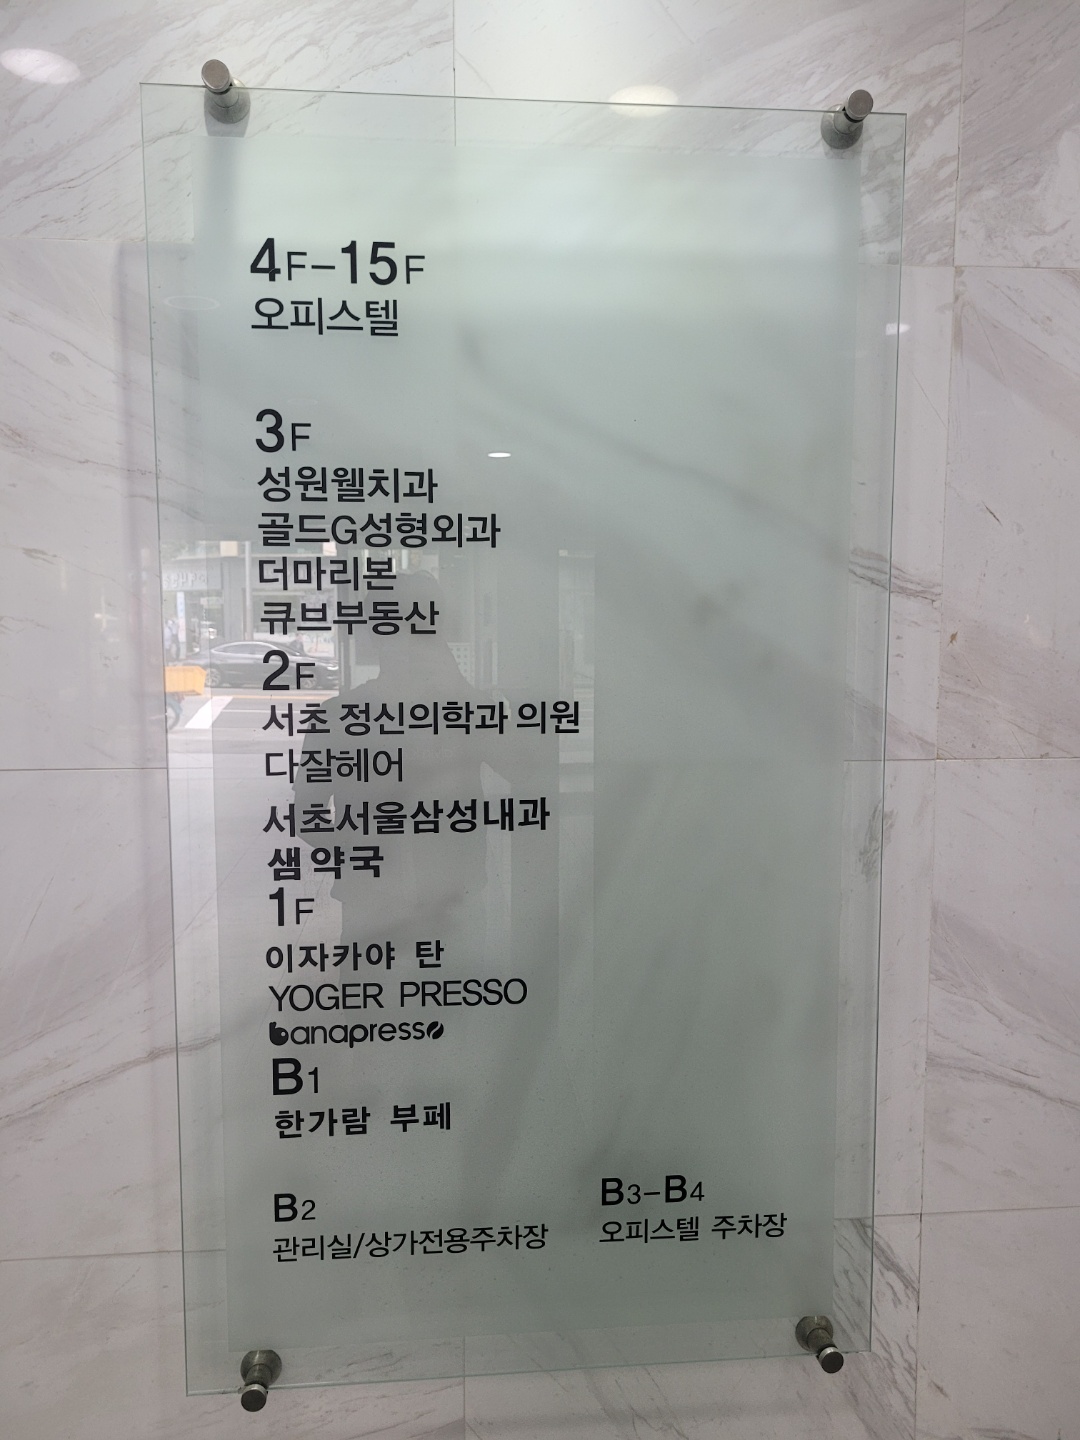 4F-15F
오피스텔
3F
성원웰치과
골드G성형외과
더마리본
큐브부동산
2F
서초 정신의학과 의원
다잘헤어
서초서울삼성내과
샘약국
1F
이자카야 탄
YOGER PRESSO
banapresso
B1
한가람 부페
B2
관리실/상가전용주차장
B3-B4
오피스텔 주차장